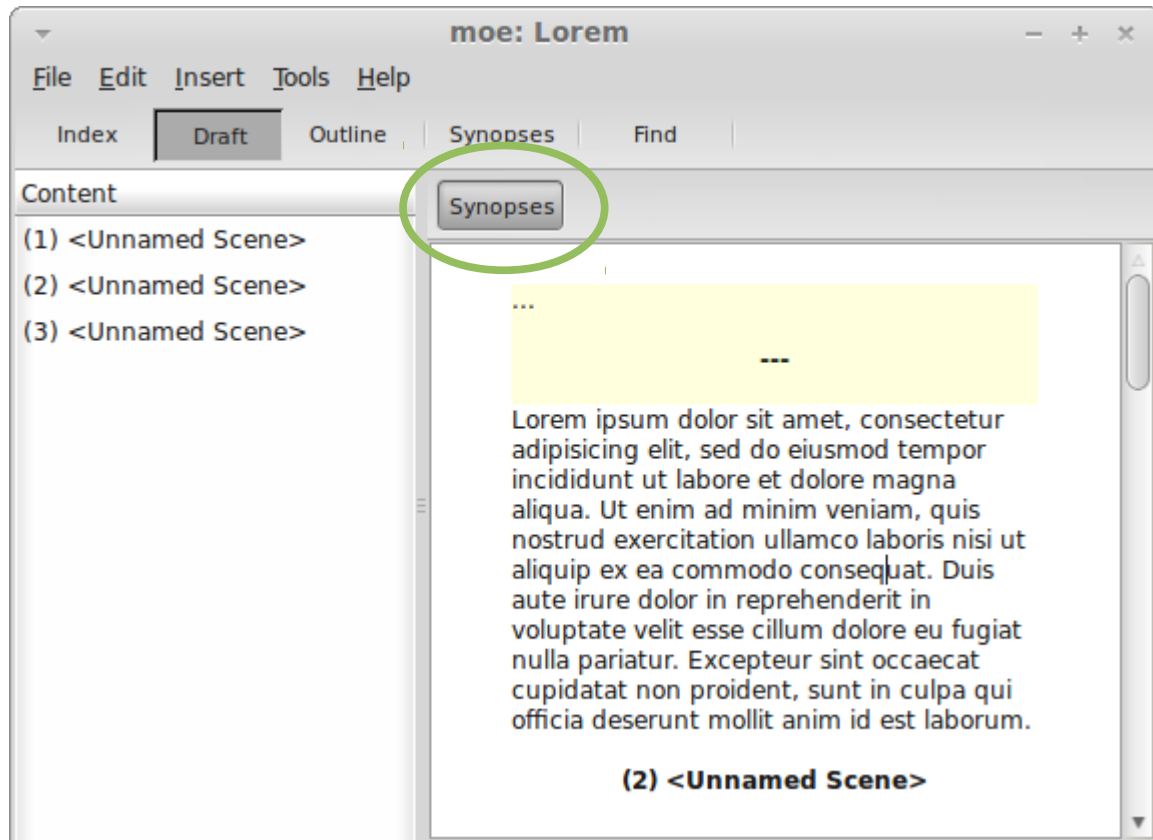 moe: Lorem
File Edit Insert Tools Help
Index Draft Outline Synopses Find
Content
(1) <Unnamed Scene>
(2) <Unnamed Scene>
(3) <Unnamed Scene>
Synopses
...
---
Lorem ipsum dolor sit amet, consectetur
adipisicing elit, sed do eiusmod tempor
incididunt ut labore et dolore magna
aliqua. Ut enim ad minim veniam, quis
nostrud exercitation ullamco laboris nisi ut
aliquip ex ea commodo consequat. Duis
aute irure dolor in reprehenderit in
voluptate velit esse cillum dolore eu fugiat
nulla pariatur. Excepteur sint occaecat
cupidatat non proident, sunt in culpa qui
officia deserunt mollit anim id est laborum.
(2) <Unnamed Scene>